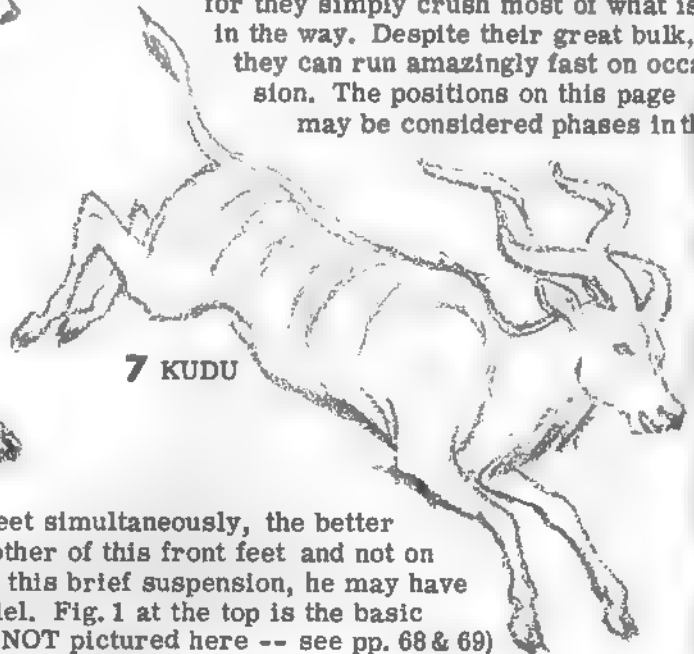 for they simply crush most of what is
in the way. Despite their great bulk,
they can run amazingly fast on occa
sion. The positions on this page
may be considered phases in th
7 KUDU
eet simultaneously, the better
other of this front feet and not on
this brief suspension, he may have
el. Fig. 1 at the top is the basic
NOT pictured here -- see pp. 68 & 69)